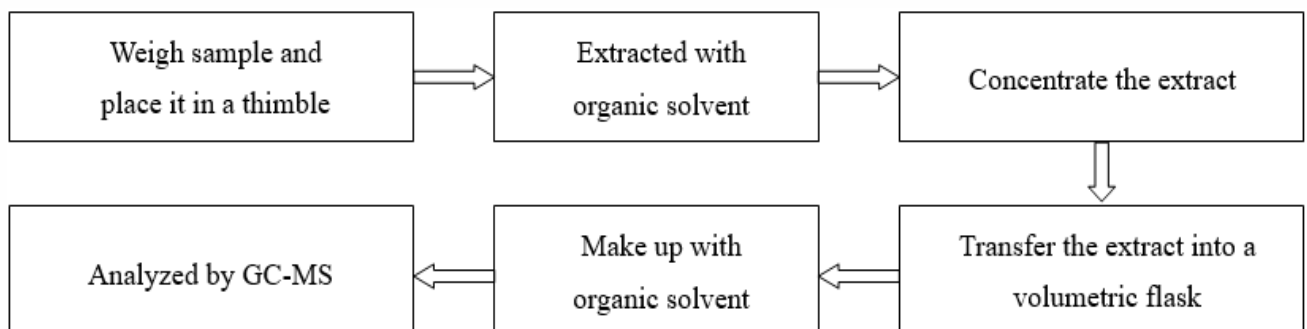 Weigh sample and
place it in a thimble
Extracted with
organic solvent
Concentrate the extract
Transfer the extract into a
volumetric flask
Make up with
organic solvent
Analyzed by GC-MS